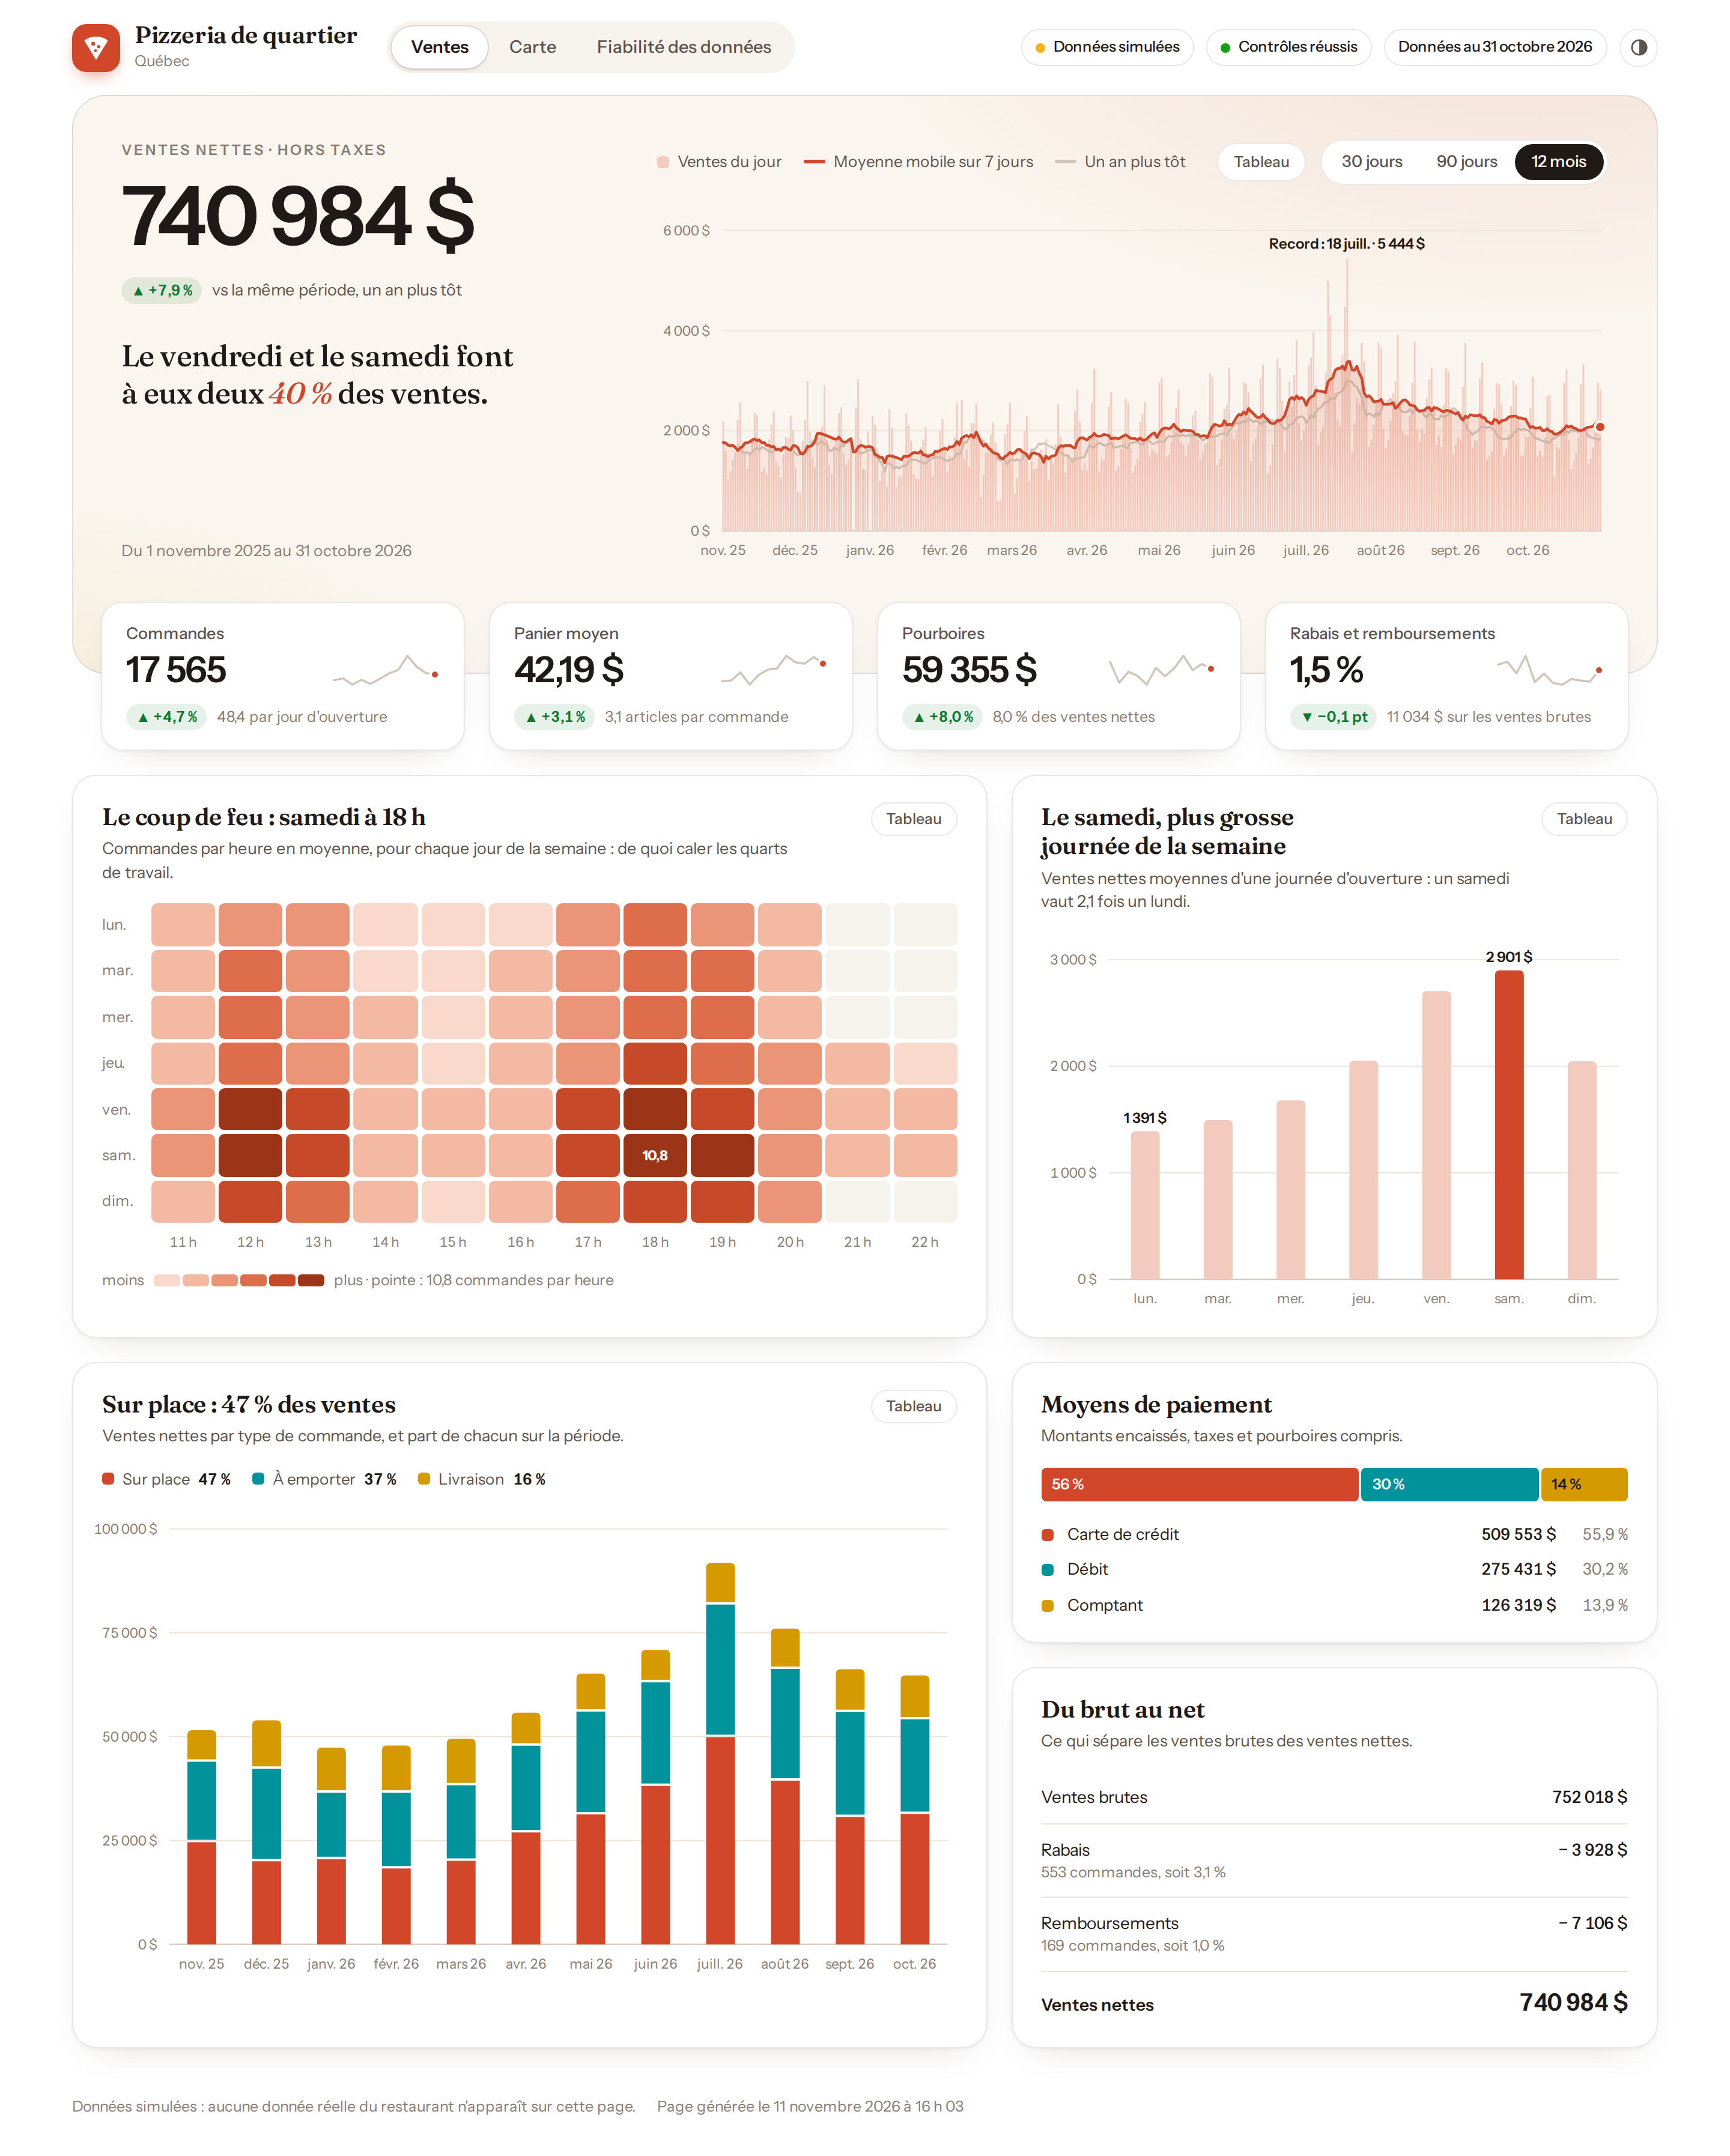 Pizzeria de quartier
Québec
Ventes
Carte
Fiabilité des données
Données simulées
Contrôles réussis
Données au 31 octobre 2026
VENTES NETTES · HORS TAXES
740 984 $
▲ +7,9 % vs la même période, un an plus tôt
Le vendredi et le samedi font
à eux deux 40 % des ventes.
Du 1 novembre 2025 au 31 octobre 2026
Ventes du jour
Moyenne mobile sur 7 jours
Un an plus tôt
Tableau
30 jours
90 jours
12 mois
6 000 $
Record : 18 juill. · 5 444 $
4 000 $
2 000 $
0 $
nov. 25 déc. 25 janv. 26 févr. 26 mars 26 avr. 26 mai 26 juin 26 juill. 26 août 26 sept. 26 oct. 26
Commandes
17 565
▲ +4,7 % 48,4 par jour d'ouverture
Panier moyen
42,19 $
▲ +3,1 % 3,1 articles par commande
Pourboires
59 355 $
▲ +8,0 % 8,0 % des ventes nettes
Rabais et remboursements
1,5 %
▼ −0,1 pt 11 034 $ sur les ventes brutes
Le coup de feu : samedi à 18 h
Tableau
Commandes par heure en moyenne, pour chaque jour de la semaine : de quoi caler les quarts
de travail.
lun.
mar.
mer.
jeu.
ven.
sam. 10,8
dim.
11 h 12 h 13 h 14 h 15 h 16 h 17 h 18 h 19 h 20 h 21 h 22 h
moins plus · pointe : 10,8 commandes par heure
Le samedi, plus grosse
journée de la semaine
Tableau
Ventes nettes moyennes d'une journée d'ouverture : un samedi
vaut 2,1 fois un lundi.
3 000 $
2 901 $
2 000 $
1 391 $
1 000 $
0 $
lun. mar. mer. jeu. ven. sam. dim.
Sur place : 47 % des ventes
Tableau
Ventes nettes par type de commande, et part de chacun sur la période.
Sur place 47 % À emporter 37 % Livraison 16 %
100 000 $
75 000 $
50 000 $
25 000 $
0 $
nov. 25 déc. 25 janv. 26 févr. 26 mars 26 avr. 26 mai 26 juin 26 juill. 26 août 26 sept. 26 oct. 26
Moyens de paiement
Montants encaissés, taxes et pourboires compris.
56 % 30 % 14 %
Carte de crédit 509 553 $ 55,9 %
Débit 275 431 $ 30,2 %
Comptant 126 319 $ 13,9 %
Du brut au net
Ce qui sépare les ventes brutes des ventes nettes.
Ventes brutes 752 018 $
Rabais − 3 928 $
553 commandes, soit 3,1 %
Remboursements − 7 106 $
169 commandes, soit 1,0 %
Ventes nettes 740 984 $
Données simulées : aucune donnée réelle du restaurant n'apparaît sur cette page. Page générée le 11 novembre 2026 à 16 h 03